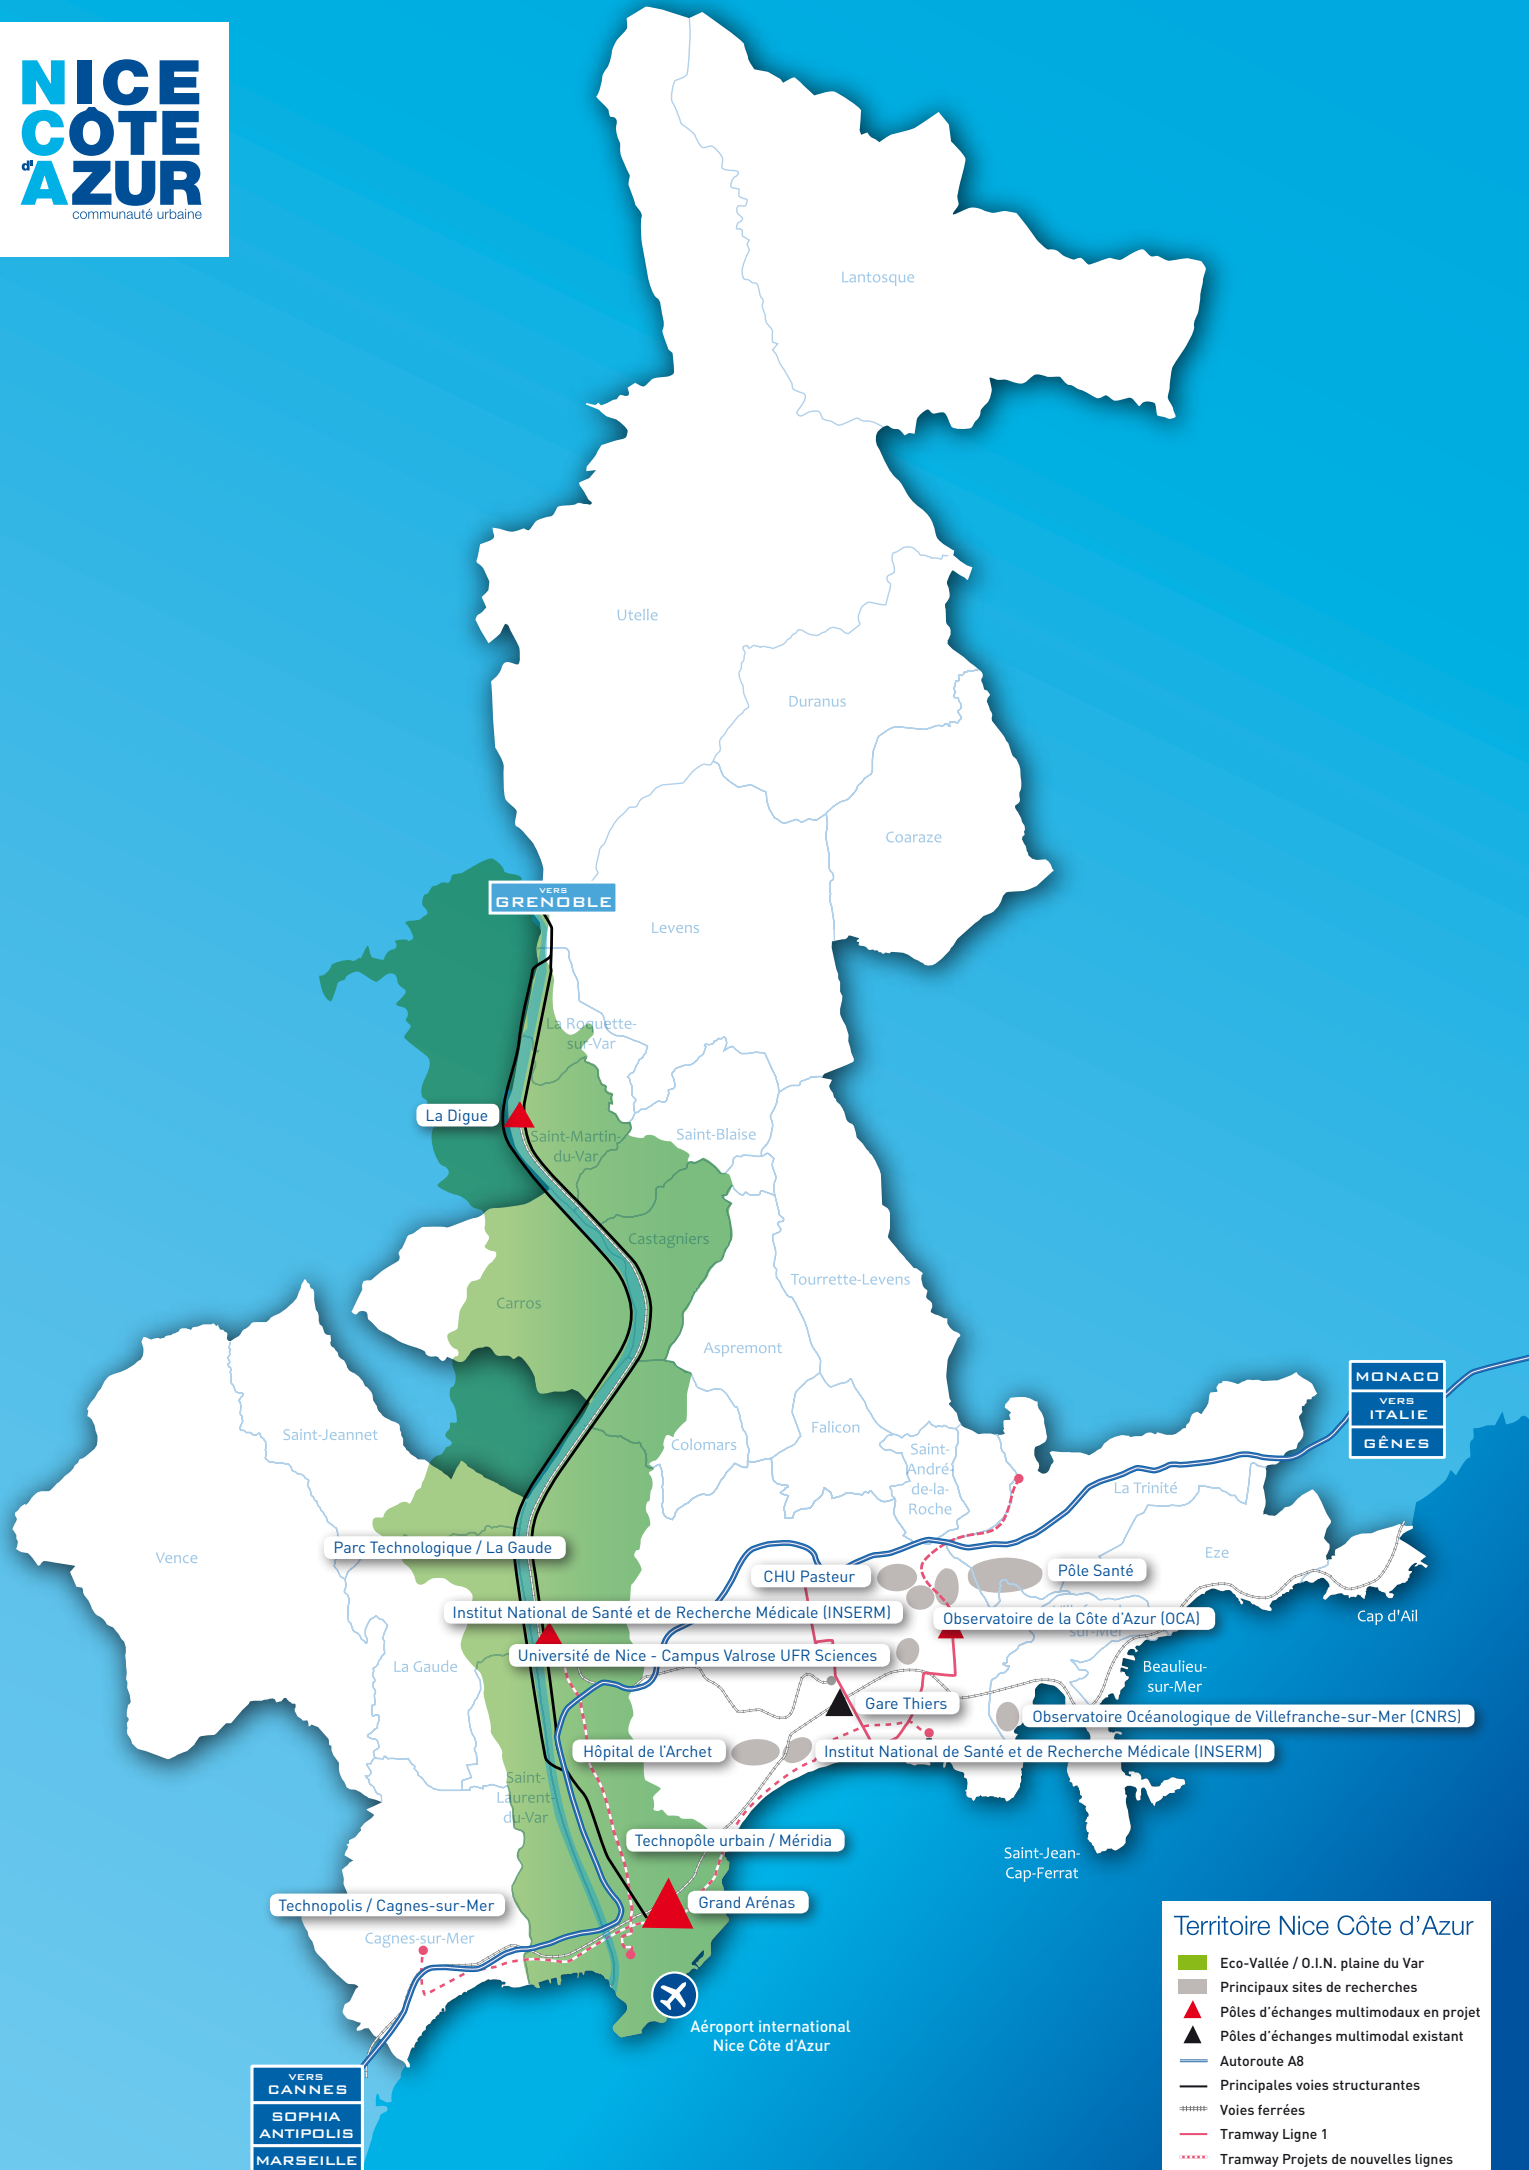 NICE
CÔTE
d'AZUR
communauté urbaine
Lantosque
Utelle
Duranus
Coaraze
VERS
GRENOBLE
Levens
La Roquette-
sur-Var
La Digue
Saint-Martin-
du-Var
Saint-Blaise
Castagniers
Tourrette-Levens
Carros
Aspremont
MONACO
VERS
ITALIE
GÊNES
Saint-Jeannet
Colomars
Falicon
Saint-
André-
de-la-
Roche
La Trinité
Vence
Parc Technologique / La Gaude
Eze
CHU Pasteur
Pôle Santé
Institut National de Santé et de Recherche Médicale (INSERM)
Observatoire de la Côte d'Azur (OCA)
sur-Mer
Cap d'Ail
Université de Nice - Campus Valrose UFR Sciences
La Gaude
Beaulieu-
sur-Mer
Gare Thiers
Observatoire Océanologique de Villefranche-sur-Mer (CNRS)
Hôpital de l'Archet
Institut National de Santé et de Recherche Médicale (INSERM)
Saint-
Laurent-
du-Var
Technopôle urbain / Méridia
Saint-Jean-
Cap-Ferrat
Grand Arénas
Technopolis / Cagnes-sur-Mer
Cagnes-sur-Mer
Aéroport international
Nice Côte d'Azur
VERS
CANNES
SOPHIA
ANTIPOLIS
MARSEILLE
Territoire Nice Côte d'Azur
Eco-Vallée / O.I.N. plaine du Var
Principaux sites de recherches
Pôles d'échanges multimodaux en projet
Pôles d'échanges multimodal existant
Autoroute A8
Principales voies structurantes
Voies ferrées
Tramway Ligne 1
Tramway Projets de nouvelles lignes